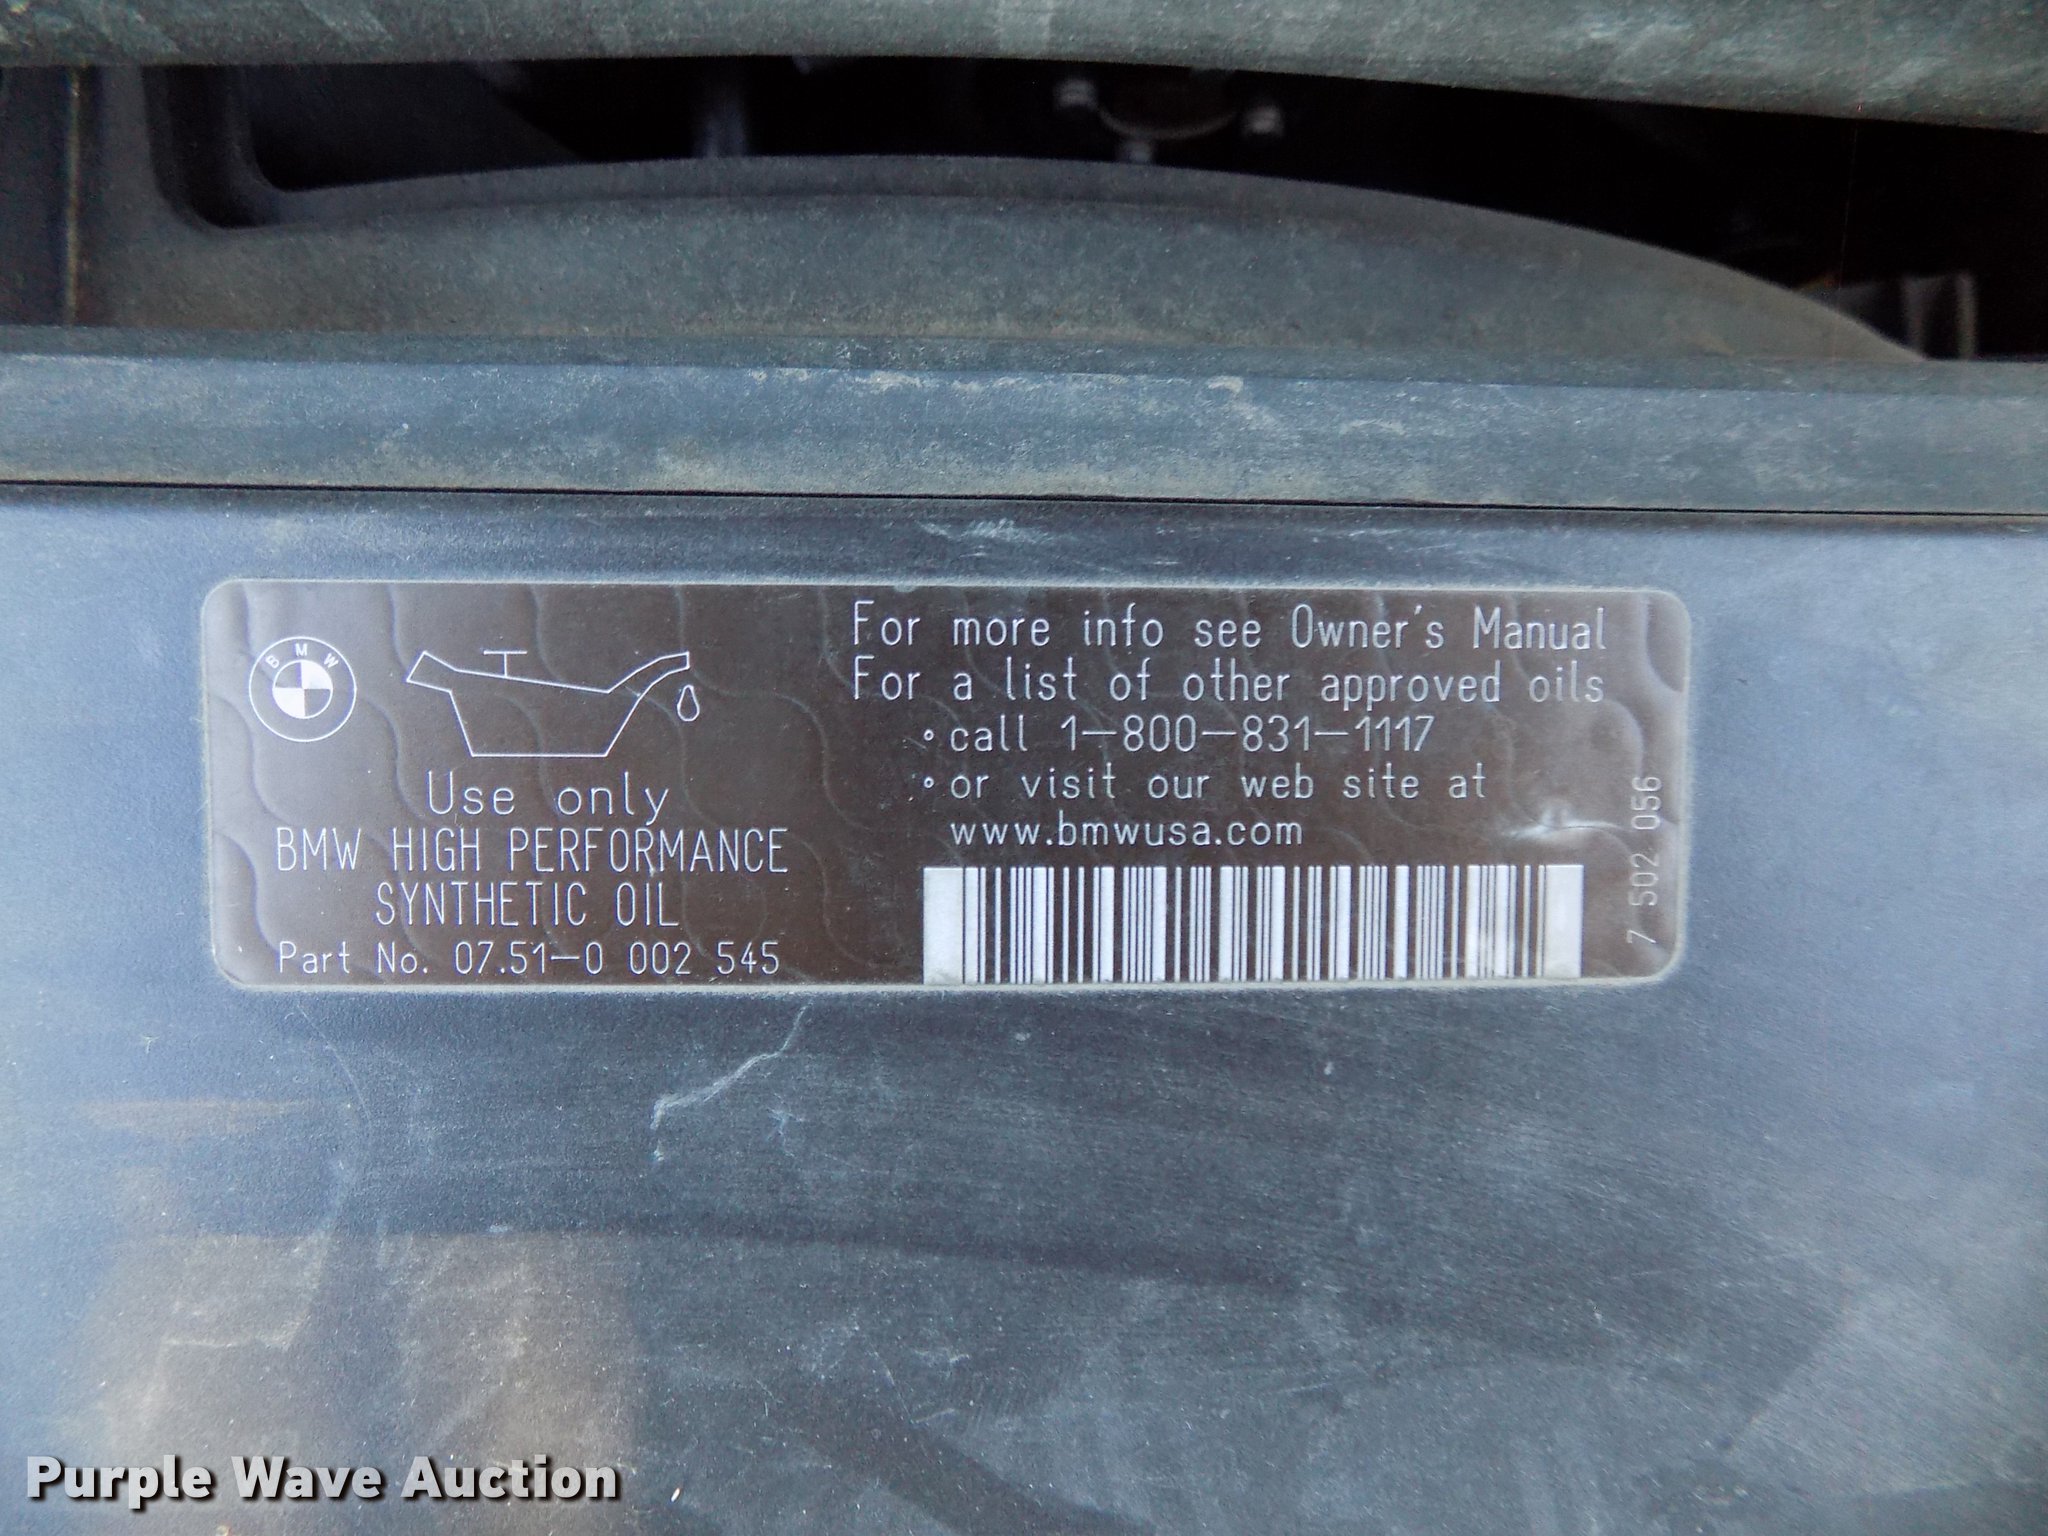 BMW
Use only
BMW HIGH PERFORMANCE
SYNTHETIC OIL
Part No. 07.51-0 002 545
For more info see Owner's Manual
For a list of other approved oils
• call 1-800-831-1117
• or visit our web site at
www.bmwusa.com
7 502 056
Purple Wave Auction